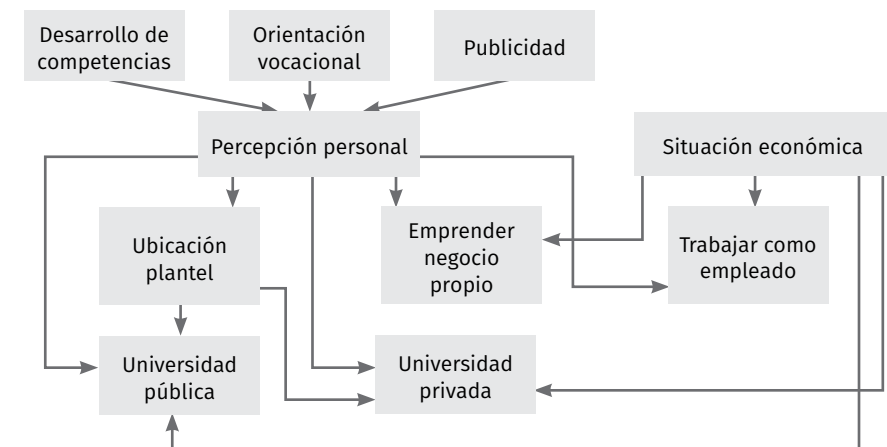 Desarrollo de
competencias
Orientación
vocacional
Publicidad
Percepción personal
Situación económica
Ubicación
plantel
Emprender
negocio
propio
Trabajar como
empleado
Universidad
pública
Universidad
privada